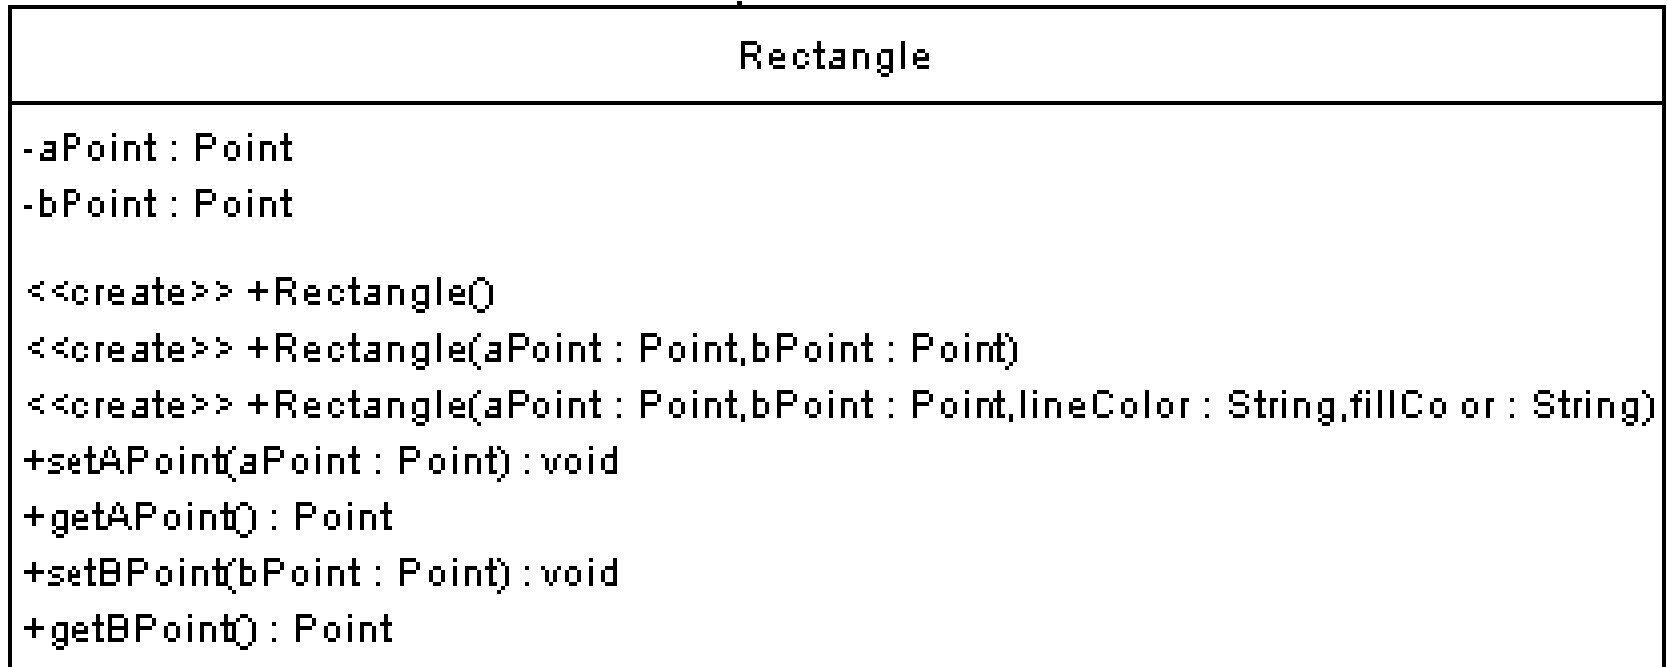 Rectangle
-aPoint : Point
-bPoint : Point
<<create>> +Rectangle()
<<create>> +Rectangle(aPoint : Point,bPoint : Point)
<<create>> +Rectangle(aPoint : Point,bPoint : Point,lineColor : String,fillCo or : String)
+setAPoint(aPoint : Point) : void
+getAPoint() : Point
+setBPoint(bPoint : Point) : void
+getBPoint() : Point